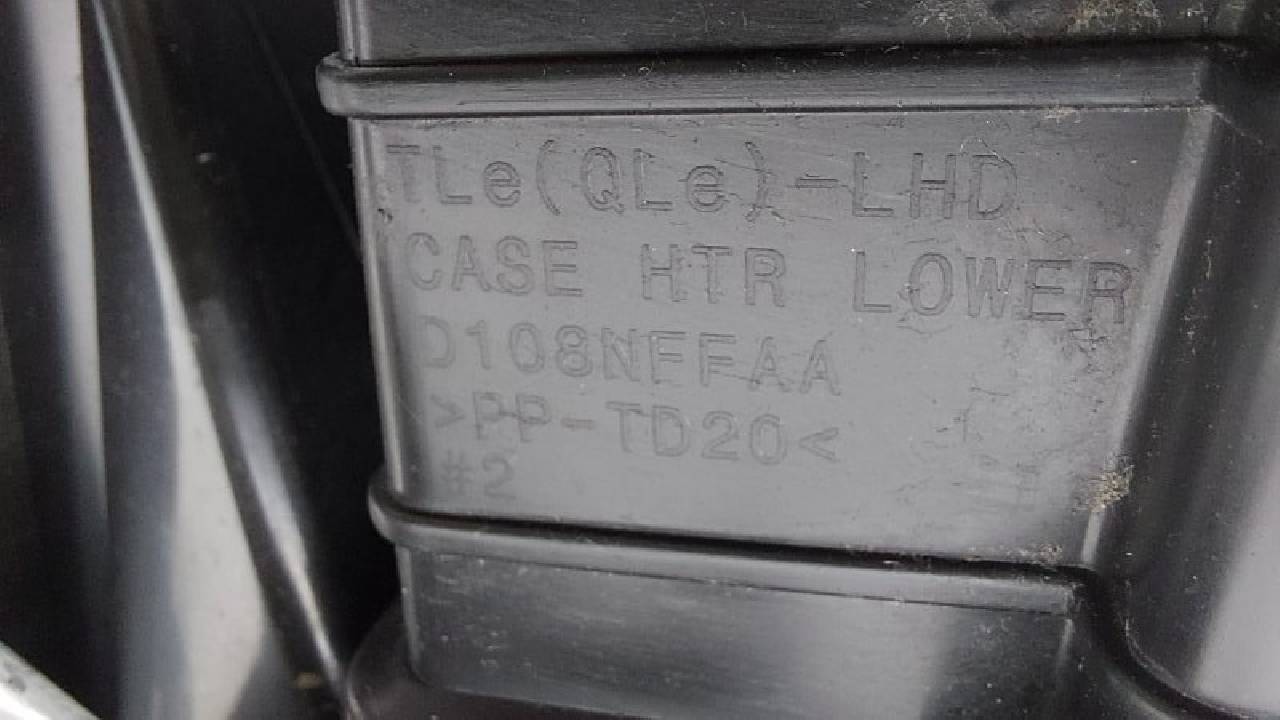 TLe(QLe)-LHD
CASE HTR LOWER
D108NFFAA
>PP-TD20<
#2